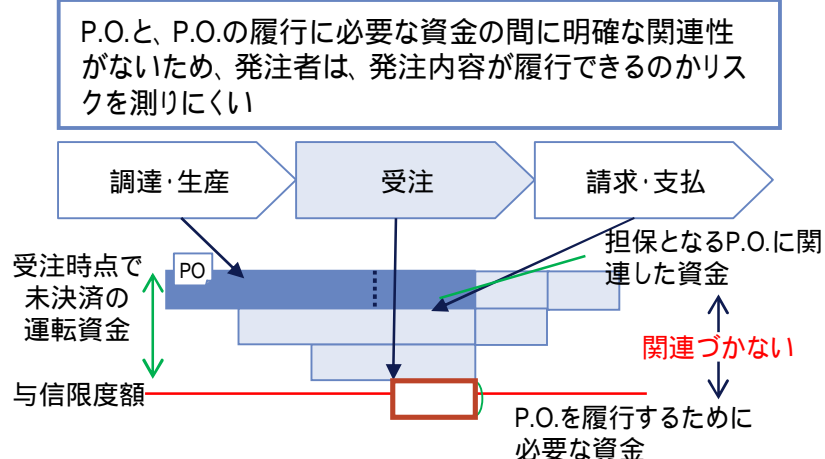 P.O.と、P.O.の履行に必要な資金の間に明確な関連性
がないため、発注者は、発注内容が履行できるのかリス
クを測りにくい
調達・生産
受注
請求・支払
受注時点で
未決済の
運転資金
PO
担保となるP.O.に関
連した資金
関連づかない
与信限度額
P.O.を履行するために
必要な資金